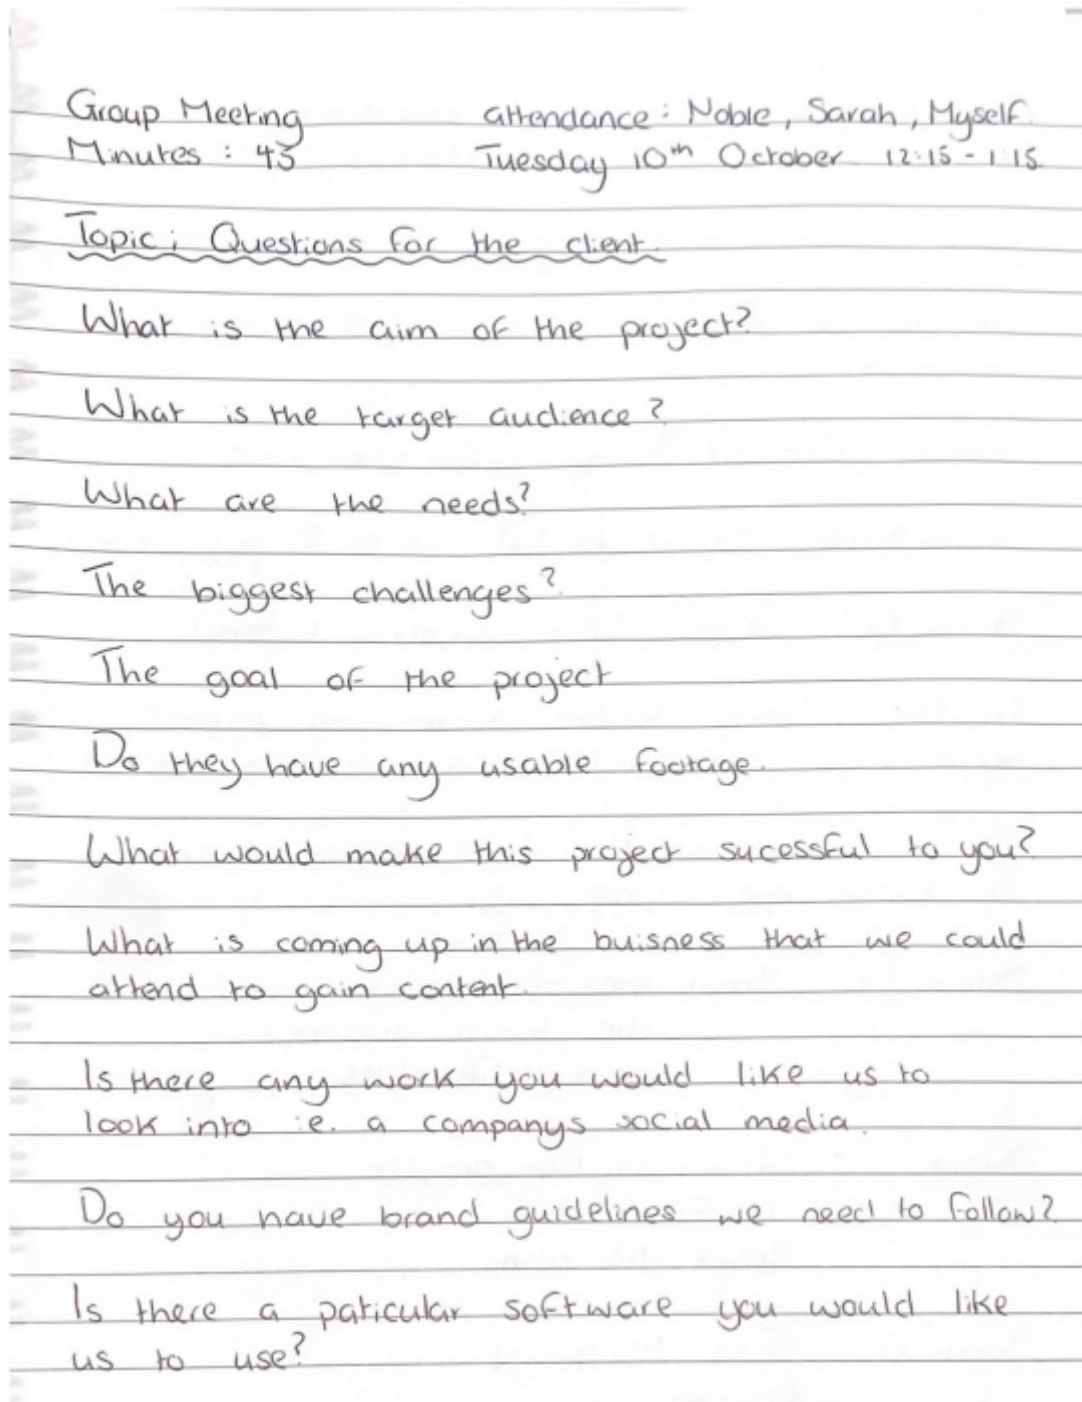 Group Meeting attendance : Noble, Sarah, Myself
Minutes : 45 Tuesday 10th October 12:15 - 1:15
Topic: Questions for the client.
What is the aim of the project?
What is the target audience?
What are the needs?
The biggest challenges?
The goal of the project
Do they have any usable footage.
What would make this project sucessful to you?
What is coming up in the buisness that we could
attend to gain content.
Is there any work you would like us to
look into i.e. a companys social media.
Do you have brand guidelines we need to follow?
Is there a paticular software you would like
us to use?